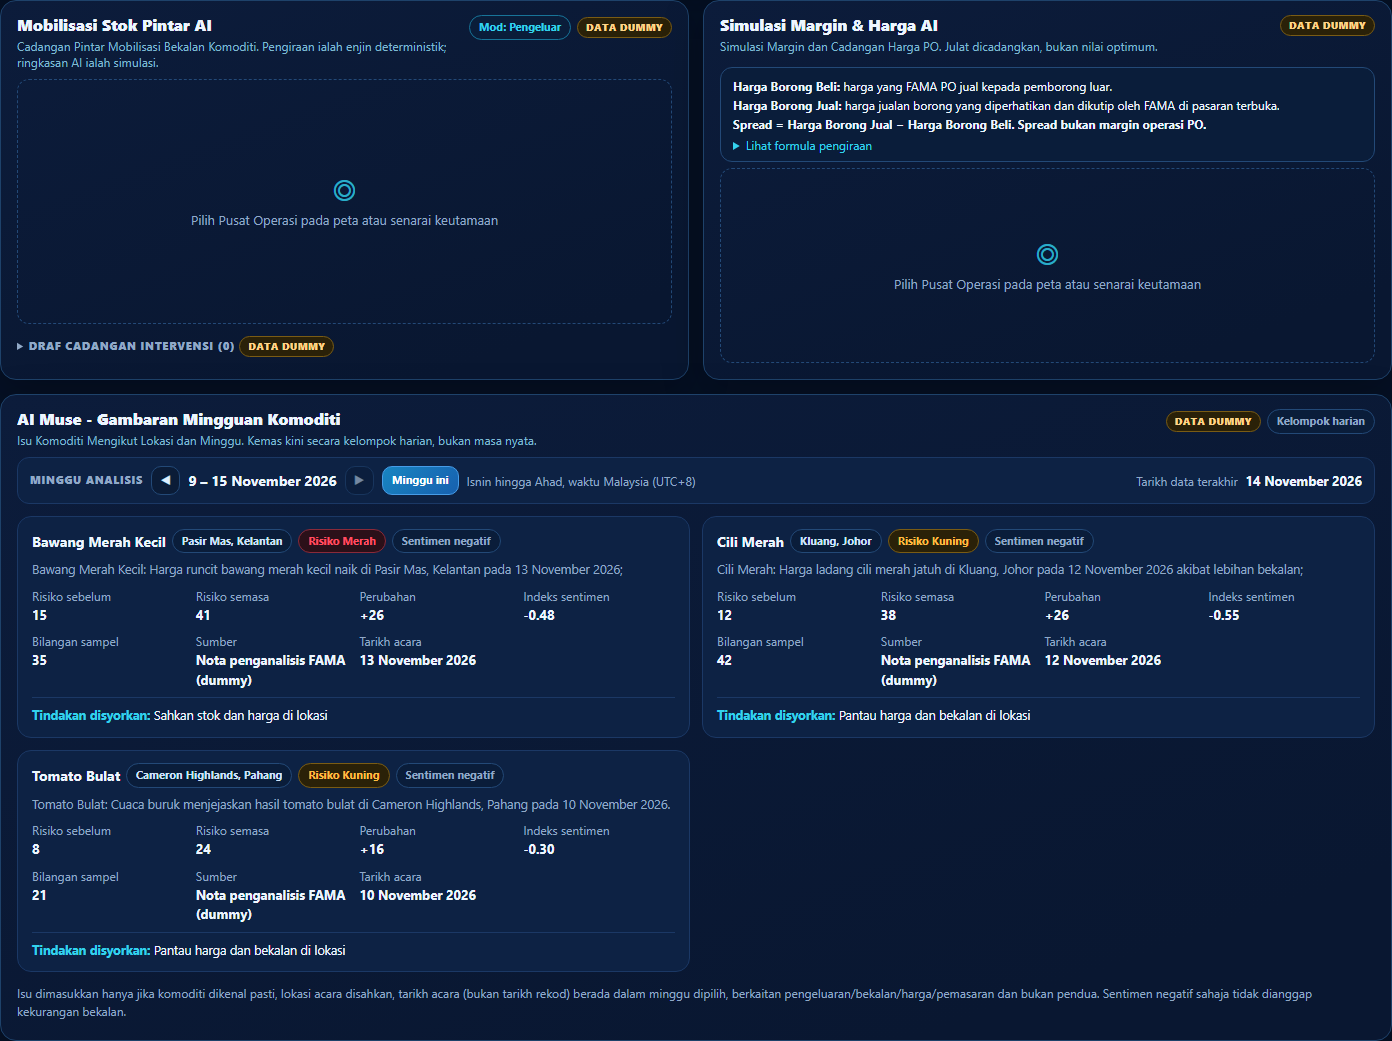 Mobilisasi Stok Pintar AI
Mod: Pengeluar
DATA DUMMY
Cadangan Pintar Mobilisasi Bekalan Komoditi. Pengiraan ialah enjin deterministik;
ringkasan AI ialah simulasi.
Pilih Pusat Operasi pada peta atau senarai keutamaan
DRAF CADANGAN INTERVENSI (0)
DATA DUMMY
Simulasi Margin & Harga AI
DATA DUMMY
Simulasi Margin dan Cadangan Harga PO. Julat dicadangkan, bukan nilai optimum.
Harga Borong Beli: harga yang FAMA PO jual kepada pemborong luar.
Harga Borong Jual: harga jualan borong yang diperhatikan dan dikutip oleh FAMA di pasaran terbuka.
Spread = Harga Borong Jual − Harga Borong Beli. Spread bukan margin operasi PO.
Lihat formula pengiraan
Pilih Pusat Operasi pada peta atau senarai keutamaan
AI Muse - Gambaran Mingguan Komoditi
DATA DUMMY
Kelompok harian
Isu Komoditi Mengikut Lokasi dan Minggu. Kemas kini secara kelompok harian, bukan masa nyata.
MINGGU ANALISIS
9 – 15 November 2026
Minggu ini
Isnin hingga Ahad, waktu Malaysia (UTC+8)
Tarikh data terakhir 14 November 2026
Bawang Merah Kecil
Pasir Mas, Kelantan
Risiko Merah
Sentimen negatif
Bawang Merah Kecil: Harga runcit bawang merah kecil naik di Pasir Mas, Kelantan pada 13 November 2026;
Risiko sebelum
15
Risiko semasa
41
Perubahan
+26
Indeks sentimen
-0.48
Bilangan sampel
35
Sumber
Nota penganalisis FAMA
(dummy)
Tarikh acara
13 November 2026
Tindakan disyorkan: Sahkan stok dan harga di lokasi
Cili Merah
Kluang, Johor
Risiko Kuning
Sentimen negatif
Cili Merah: Harga ladang cili merah jatuh di Kluang, Johor pada 12 November 2026 akibat lebihan bekalan;
Risiko sebelum
12
Risiko semasa
38
Perubahan
+26
Indeks sentimen
-0.55
Bilangan sampel
42
Sumber
Nota penganalisis FAMA
(dummy)
Tarikh acara
12 November 2026
Tindakan disyorkan: Pantau harga dan bekalan di lokasi
Tomato Bulat
Cameron Highlands, Pahang
Risiko Kuning
Sentimen negatif
Tomato Bulat: Cuaca buruk menjejaskan hasil tomato bulat di Cameron Highlands, Pahang pada 10 November 2026.
Risiko sebelum
8
Risiko semasa
24
Perubahan
+16
Indeks sentimen
-0.30
Bilangan sampel
21
Sumber
Nota penganalisis FAMA
(dummy)
Tarikh acara
10 November 2026
Tindakan disyorkan: Pantau harga dan bekalan di lokasi
Isu dimasukkan hanya jika komoditi dikenal pasti, lokasi acara disahkan, tarikh acara (bukan tarikh rekod) berada dalam minggu dipilih, berkaitan pengeluaran/bekalan/harga/pemasaran dan bukan pendua. Sentimen negatif sahaja tidak dianggap
kekurangan bekalan.